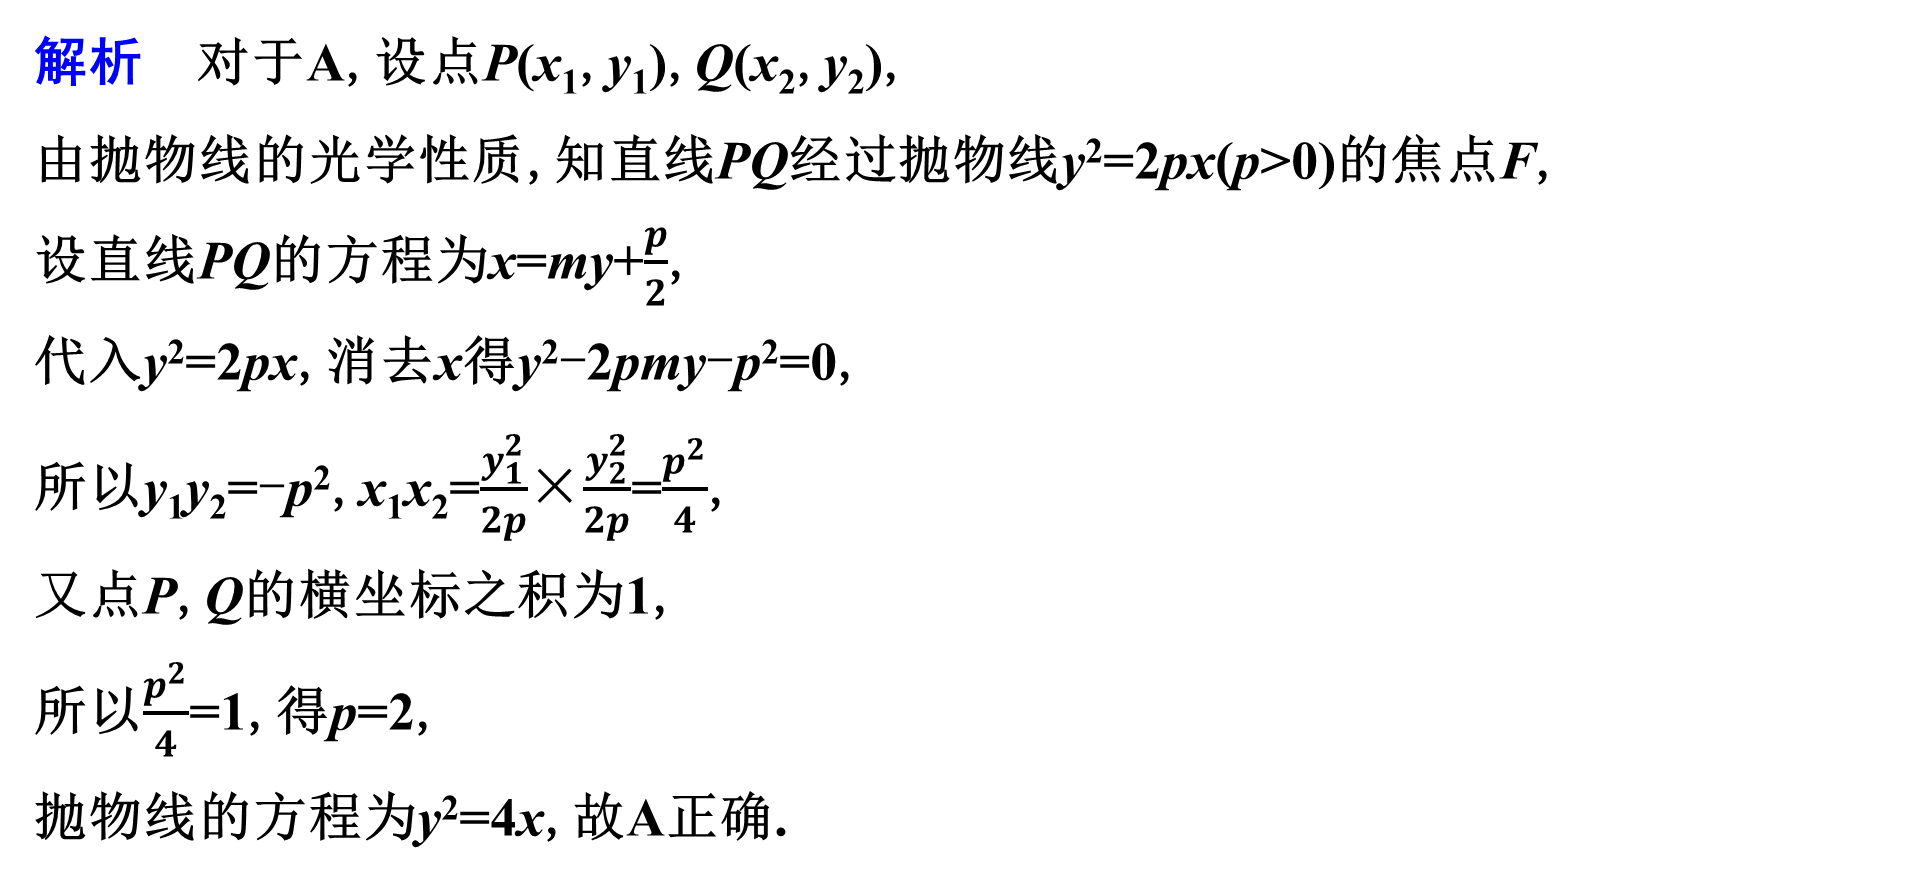 解析 对于A, 设点P(x₁, y₁), Q(x₂, y₂),
由抛物线的光学性质, 知直线PQ经过抛物线y²=2px(p>0)的焦点F,
设直线PQ的方程为x=my+p/2,
代入y²=2px, 消去x得y²−2pmy−p²=0,
所以y₁y₂=−p², x₁x₂=y₁²/2p×y₂²/2p=p²/4,
又点P, Q的横坐标之积为1,
所以p²/4=1, 得p=2,
抛物线的方程为y²=4x, 故A正确.